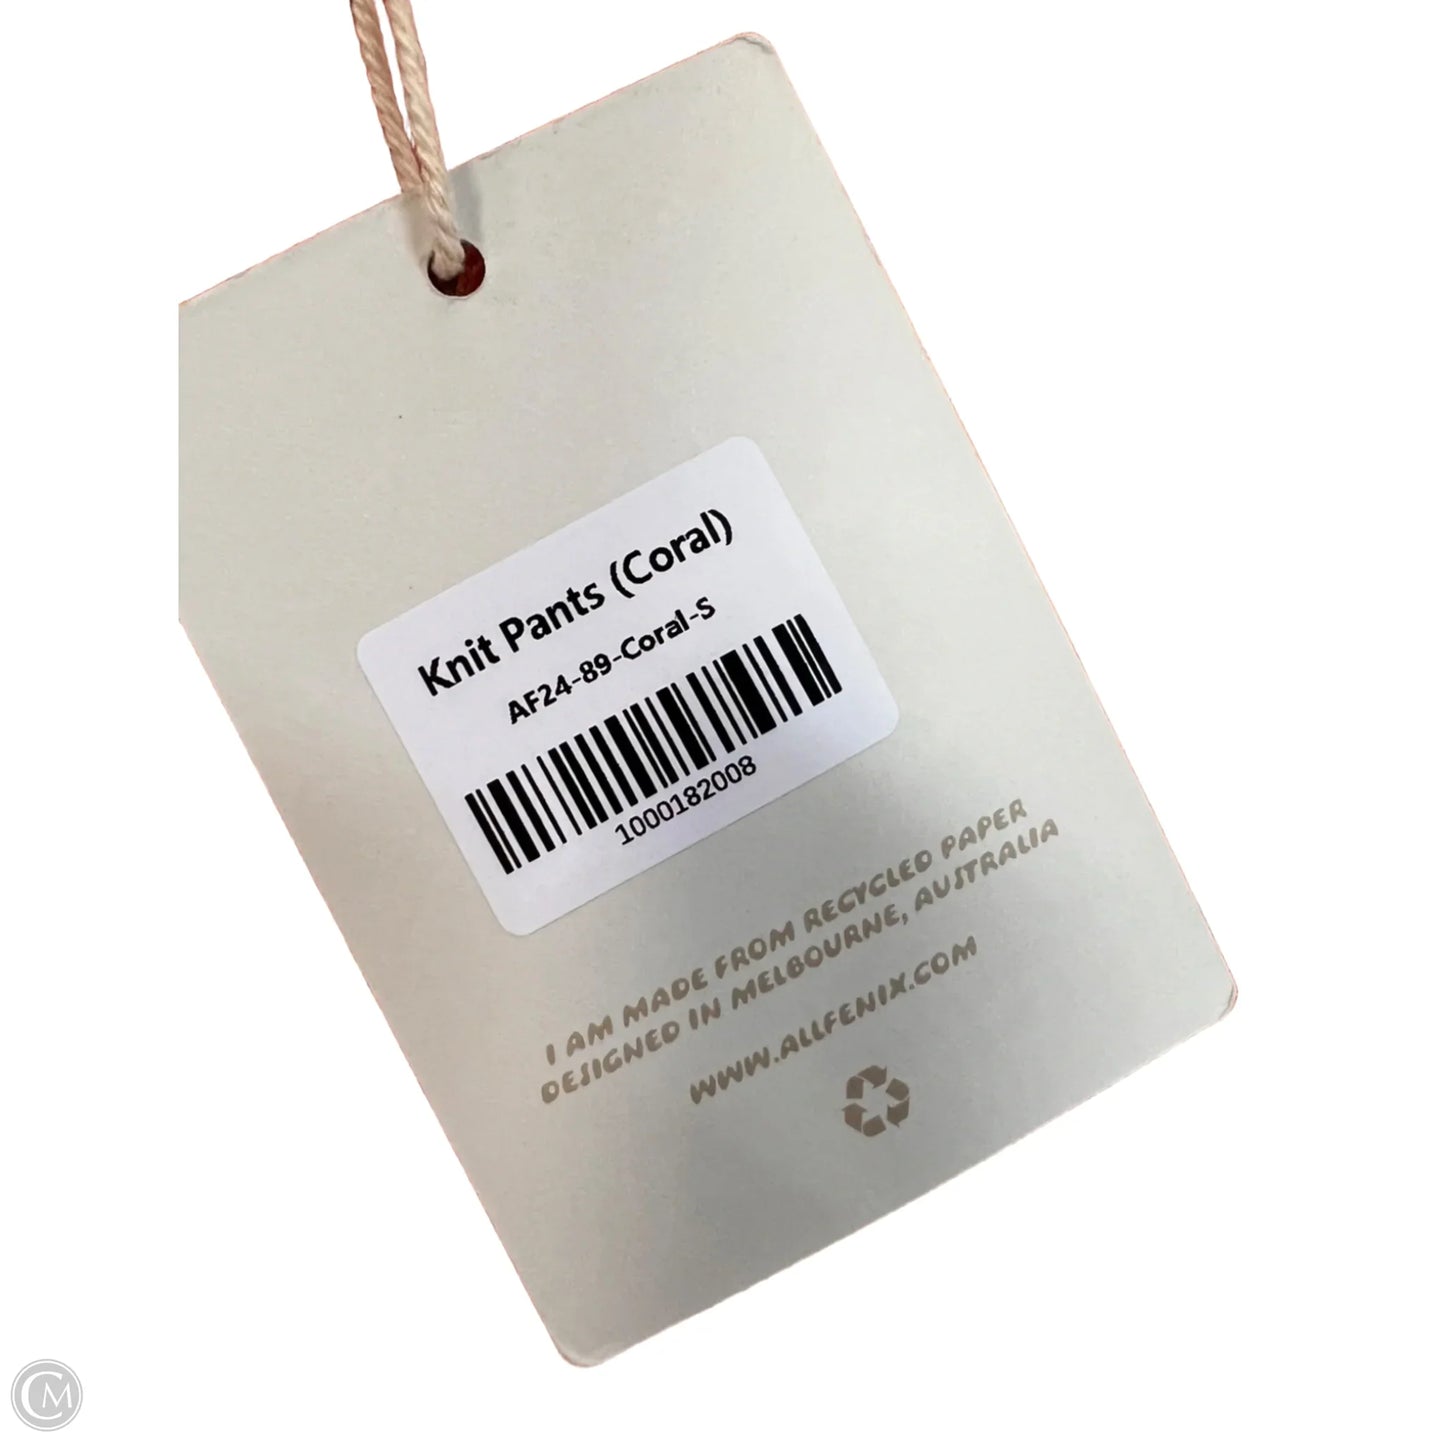 Knit Pants (Coral)
AF24-89-Coral-S
1000182008
I AM MADE FROM RECYCLED PAPER
DESIGNED IN MELBOURNE, AUSTRALIA
WWW.ALLFENIX.COM
CM